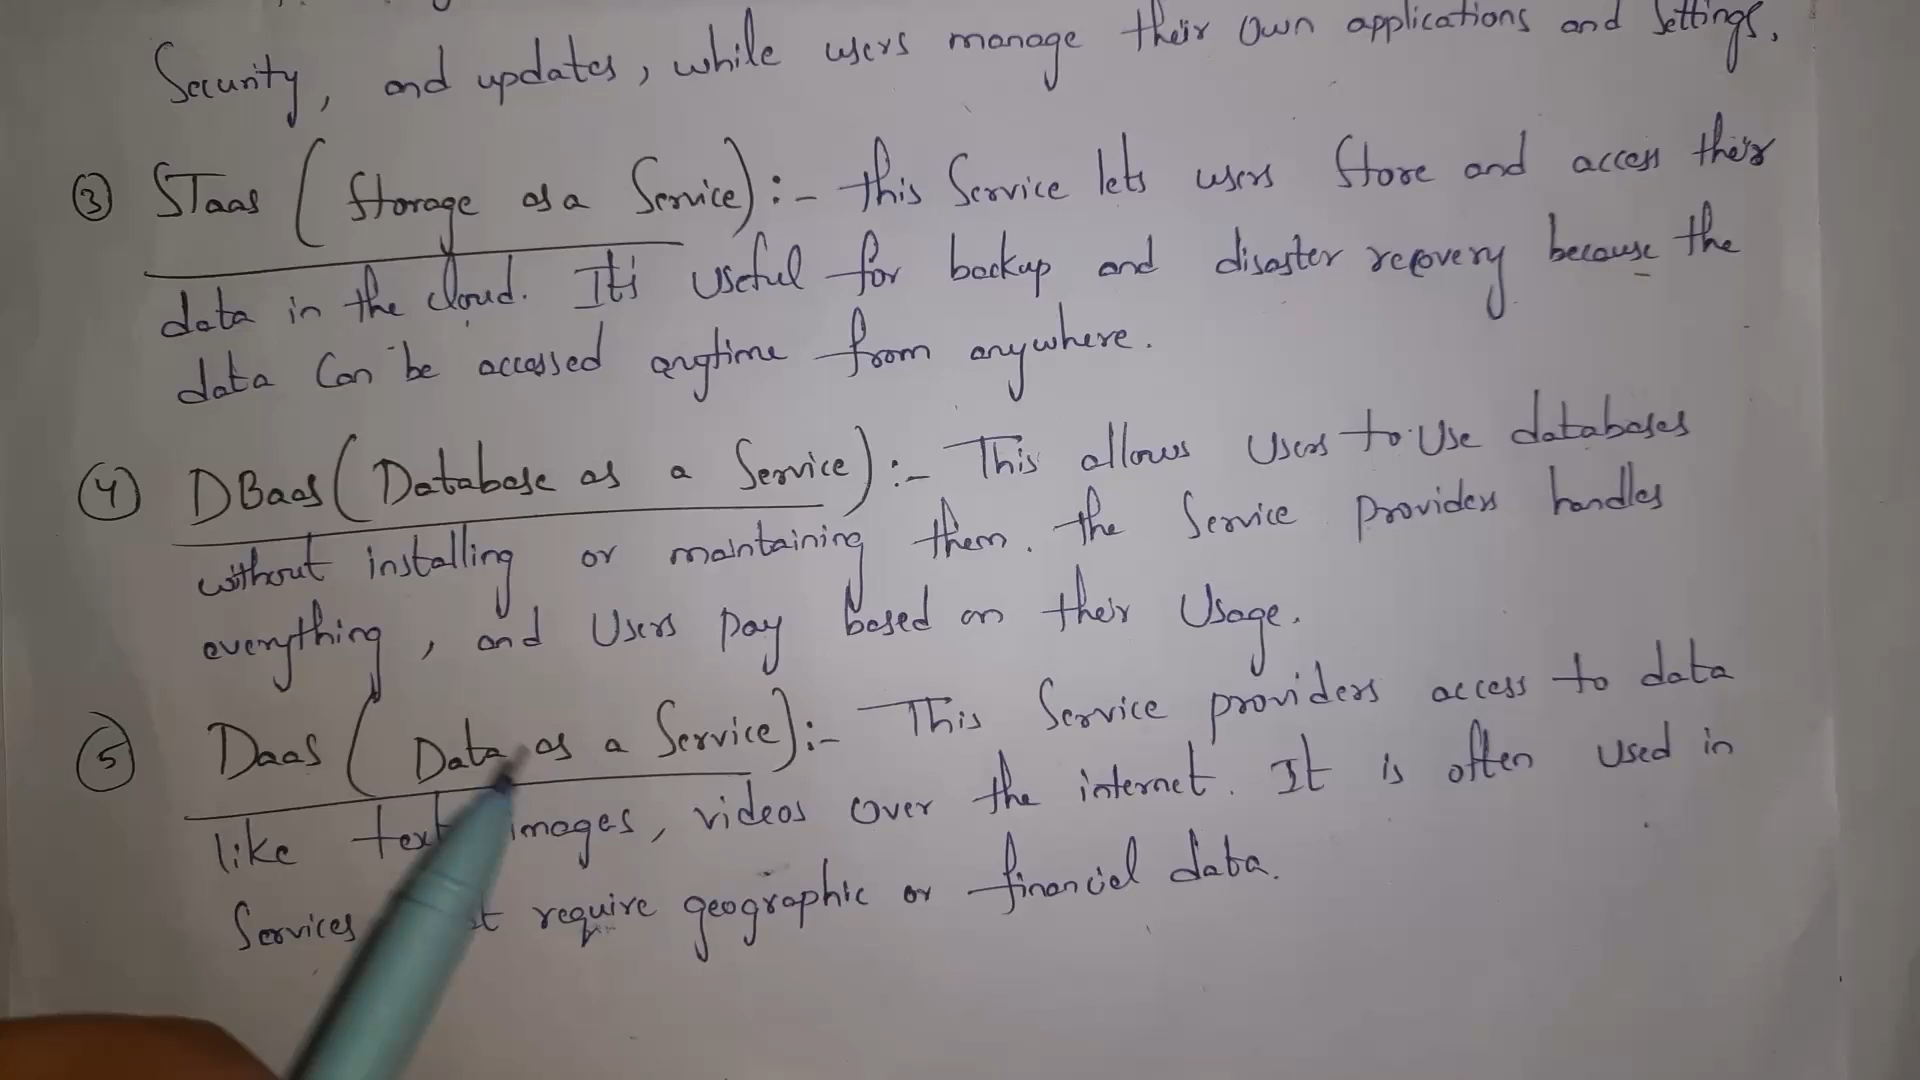 Security, and updates, while users manage their own applications and settings.
③ STaas (Storage as a Service) :- this Service lets users Store and access their
data in the cloud. It's useful for backup and disaster recovery because the
data Can be accessed anytime from anywhere.
④ DBaas (Database as a Service) :- This allows Users to Use databases
without installing or maintaining them. the Service Providers handles
everything, and Users Pay based on their Usage.
⑤ Daas (Data as a Service) :- This Service providers access to data
like images, videos over the internet. It is often used in
Services require geographic or financial data.